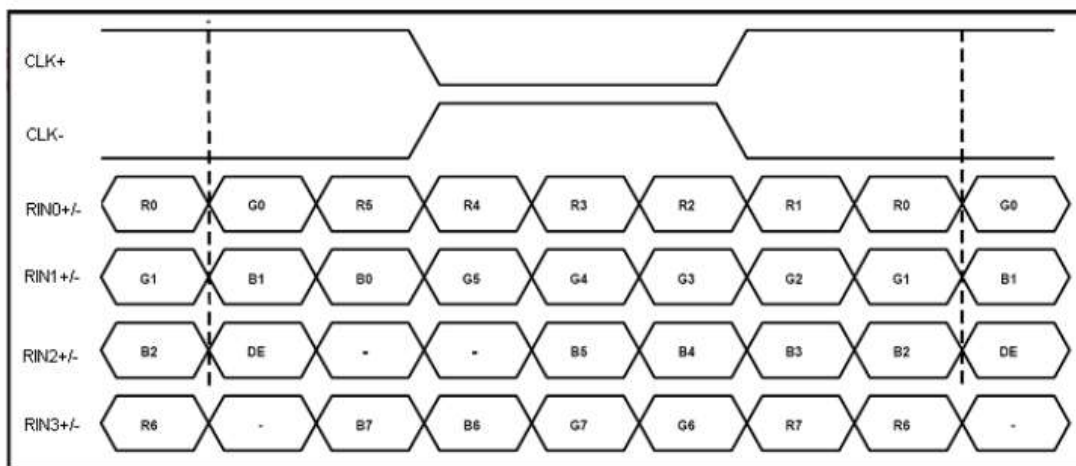 CLK+
CLK-
RIN0+/- R0 G0 R5 R4 R3 R2 R1 R0 G0
RIN1+/- G1 B1 B0 G5 G4 G3 G2 G1 B1
RIN2+/- B2 DE - - B5 B4 B3 B2 DE
RIN3+/- R6 - B7 B6 G7 G6 R7 R6 -